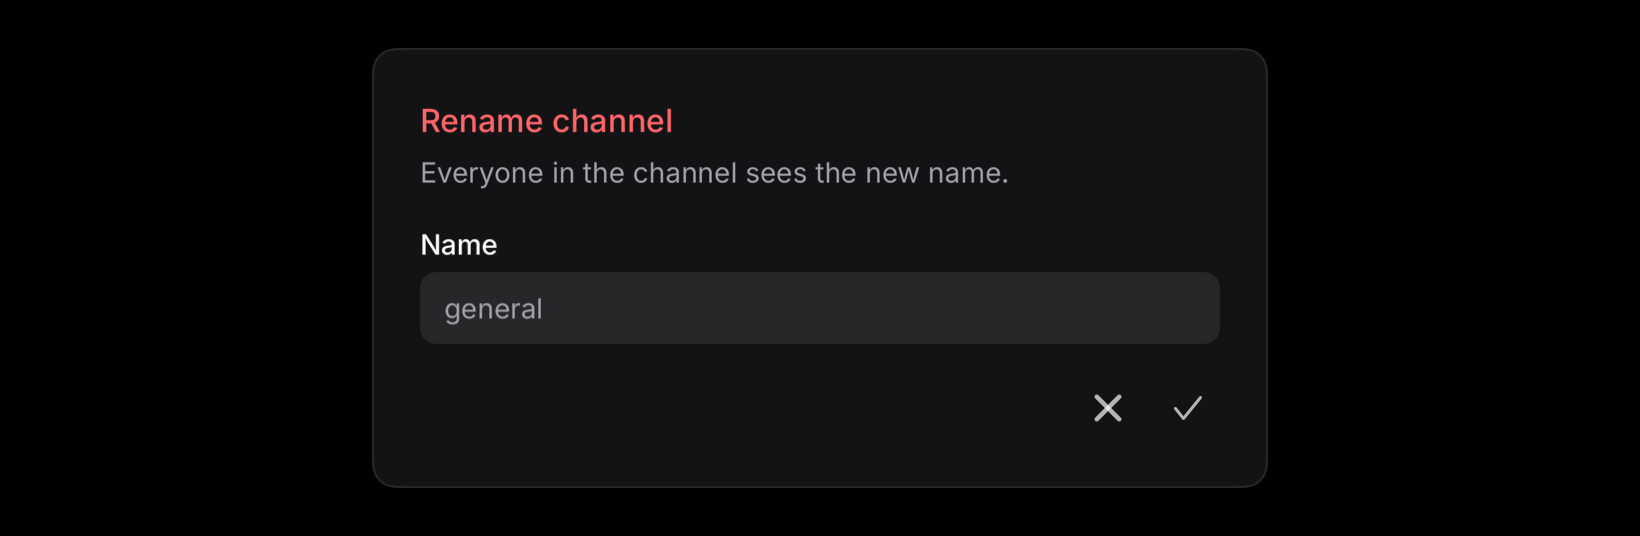 Rename channel
Everyone in the channel sees the new name.
Name
general